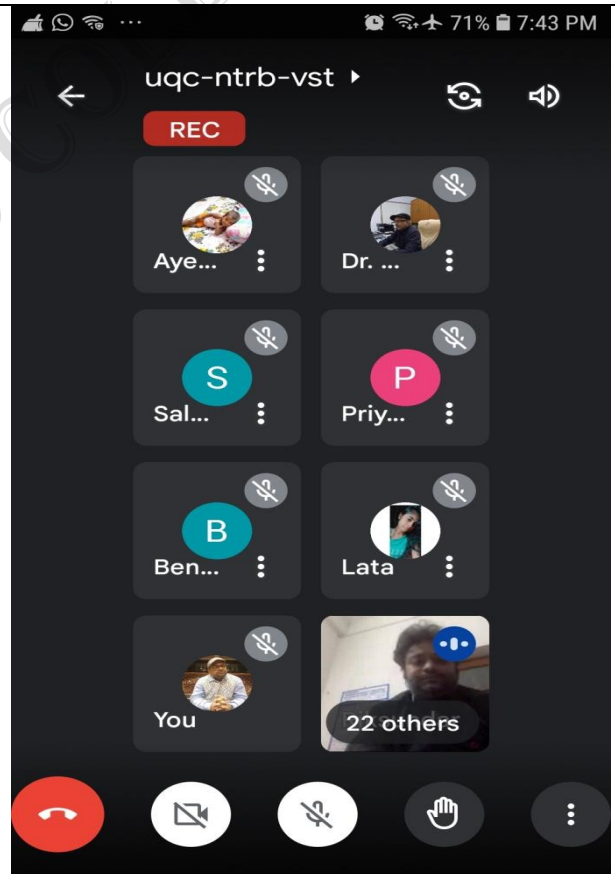 71% 7:43 PM
uqc-ntrb-vst
REC
Aye...
Dr. ...
S
Sal...
P
Priy...
B
Ben...
Lata
You
22 others